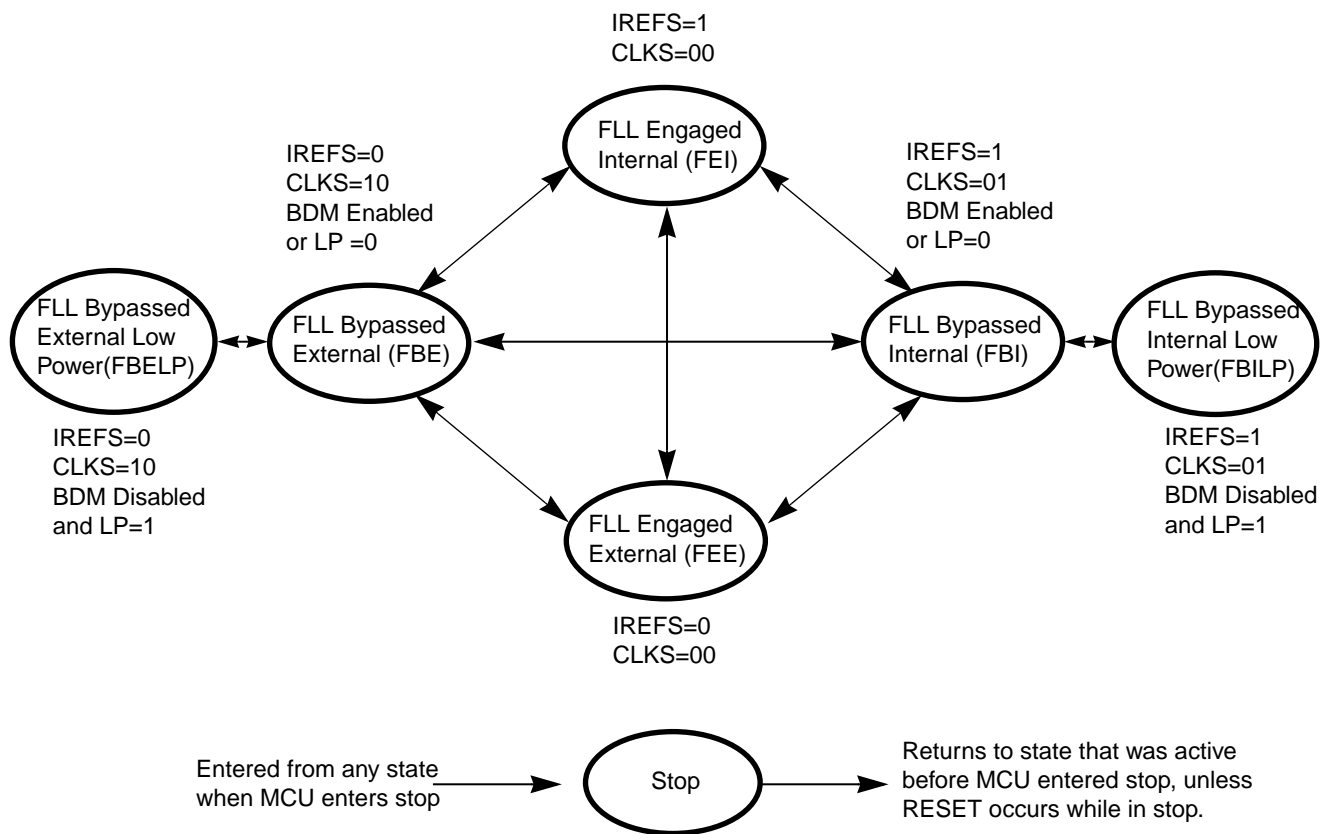 IREFS=1
CLKS=00
FLL Engaged
Internal (FEI)
IREFS=0
CLKS=10
BDM Enabled
or LP =0
IREFS=1
CLKS=01
BDM Enabled
or LP=0
FLL Bypassed
External Low
Power(FBELP)
FLL Bypassed
External (FBE)
FLL Bypassed
Internal (FBI)
FLL Bypassed
Internal Low
Power(FBILP)
IREFS=0
CLKS=10
BDM Disabled
and LP=1
IREFS=1
CLKS=01
BDM Disabled
and LP=1
FLL Engaged
External (FEE)
IREFS=0
CLKS=00
Entered from any state
when MCU enters stop
Stop
Returns to state that was active
before MCU entered stop, unless
RESET occurs while in stop.